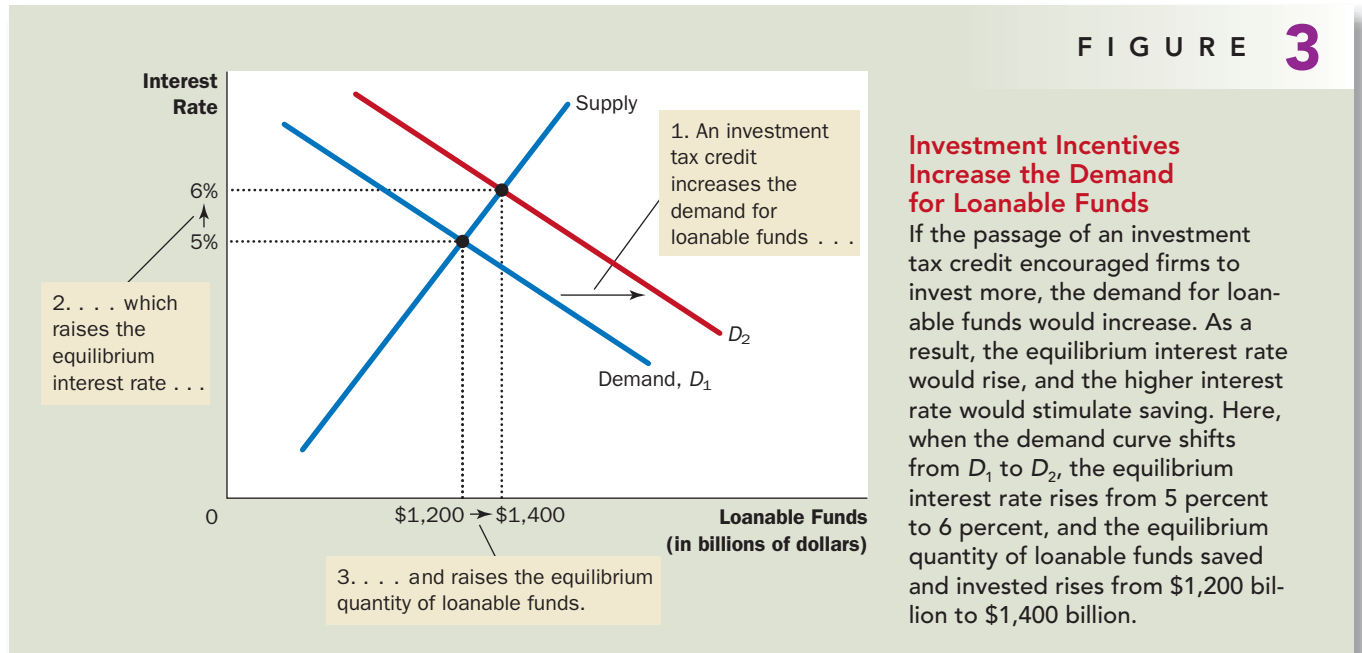 FIGURE 3
Interest
Rate
Supply
1. An investment
tax credit
increases the
demand for
loanable funds . . .
6%
5%
2. . . . which
raises the
equilibrium
interest rate . . .
D2
Demand, D1
0
$1,200
$1,400
Loanable Funds
(in billions of dollars)
3. . . . and raises the equilibrium
quantity of loanable funds.
Investment Incentives
Increase the Demand
for Loanable Funds
If the passage of an investment
tax credit encouraged firms to
invest more, the demand for loan-
able funds would increase. As a
result, the equilibrium interest rate
would rise, and the higher interest
rate would stimulate saving. Here,
when the demand curve shifts
from D1 to D2, the equilibrium
interest rate rises from 5 percent
to 6 percent, and the equilibrium
quantity of loanable funds saved
and invested rises from $1,200 bil-
lion to $1,400 billion.